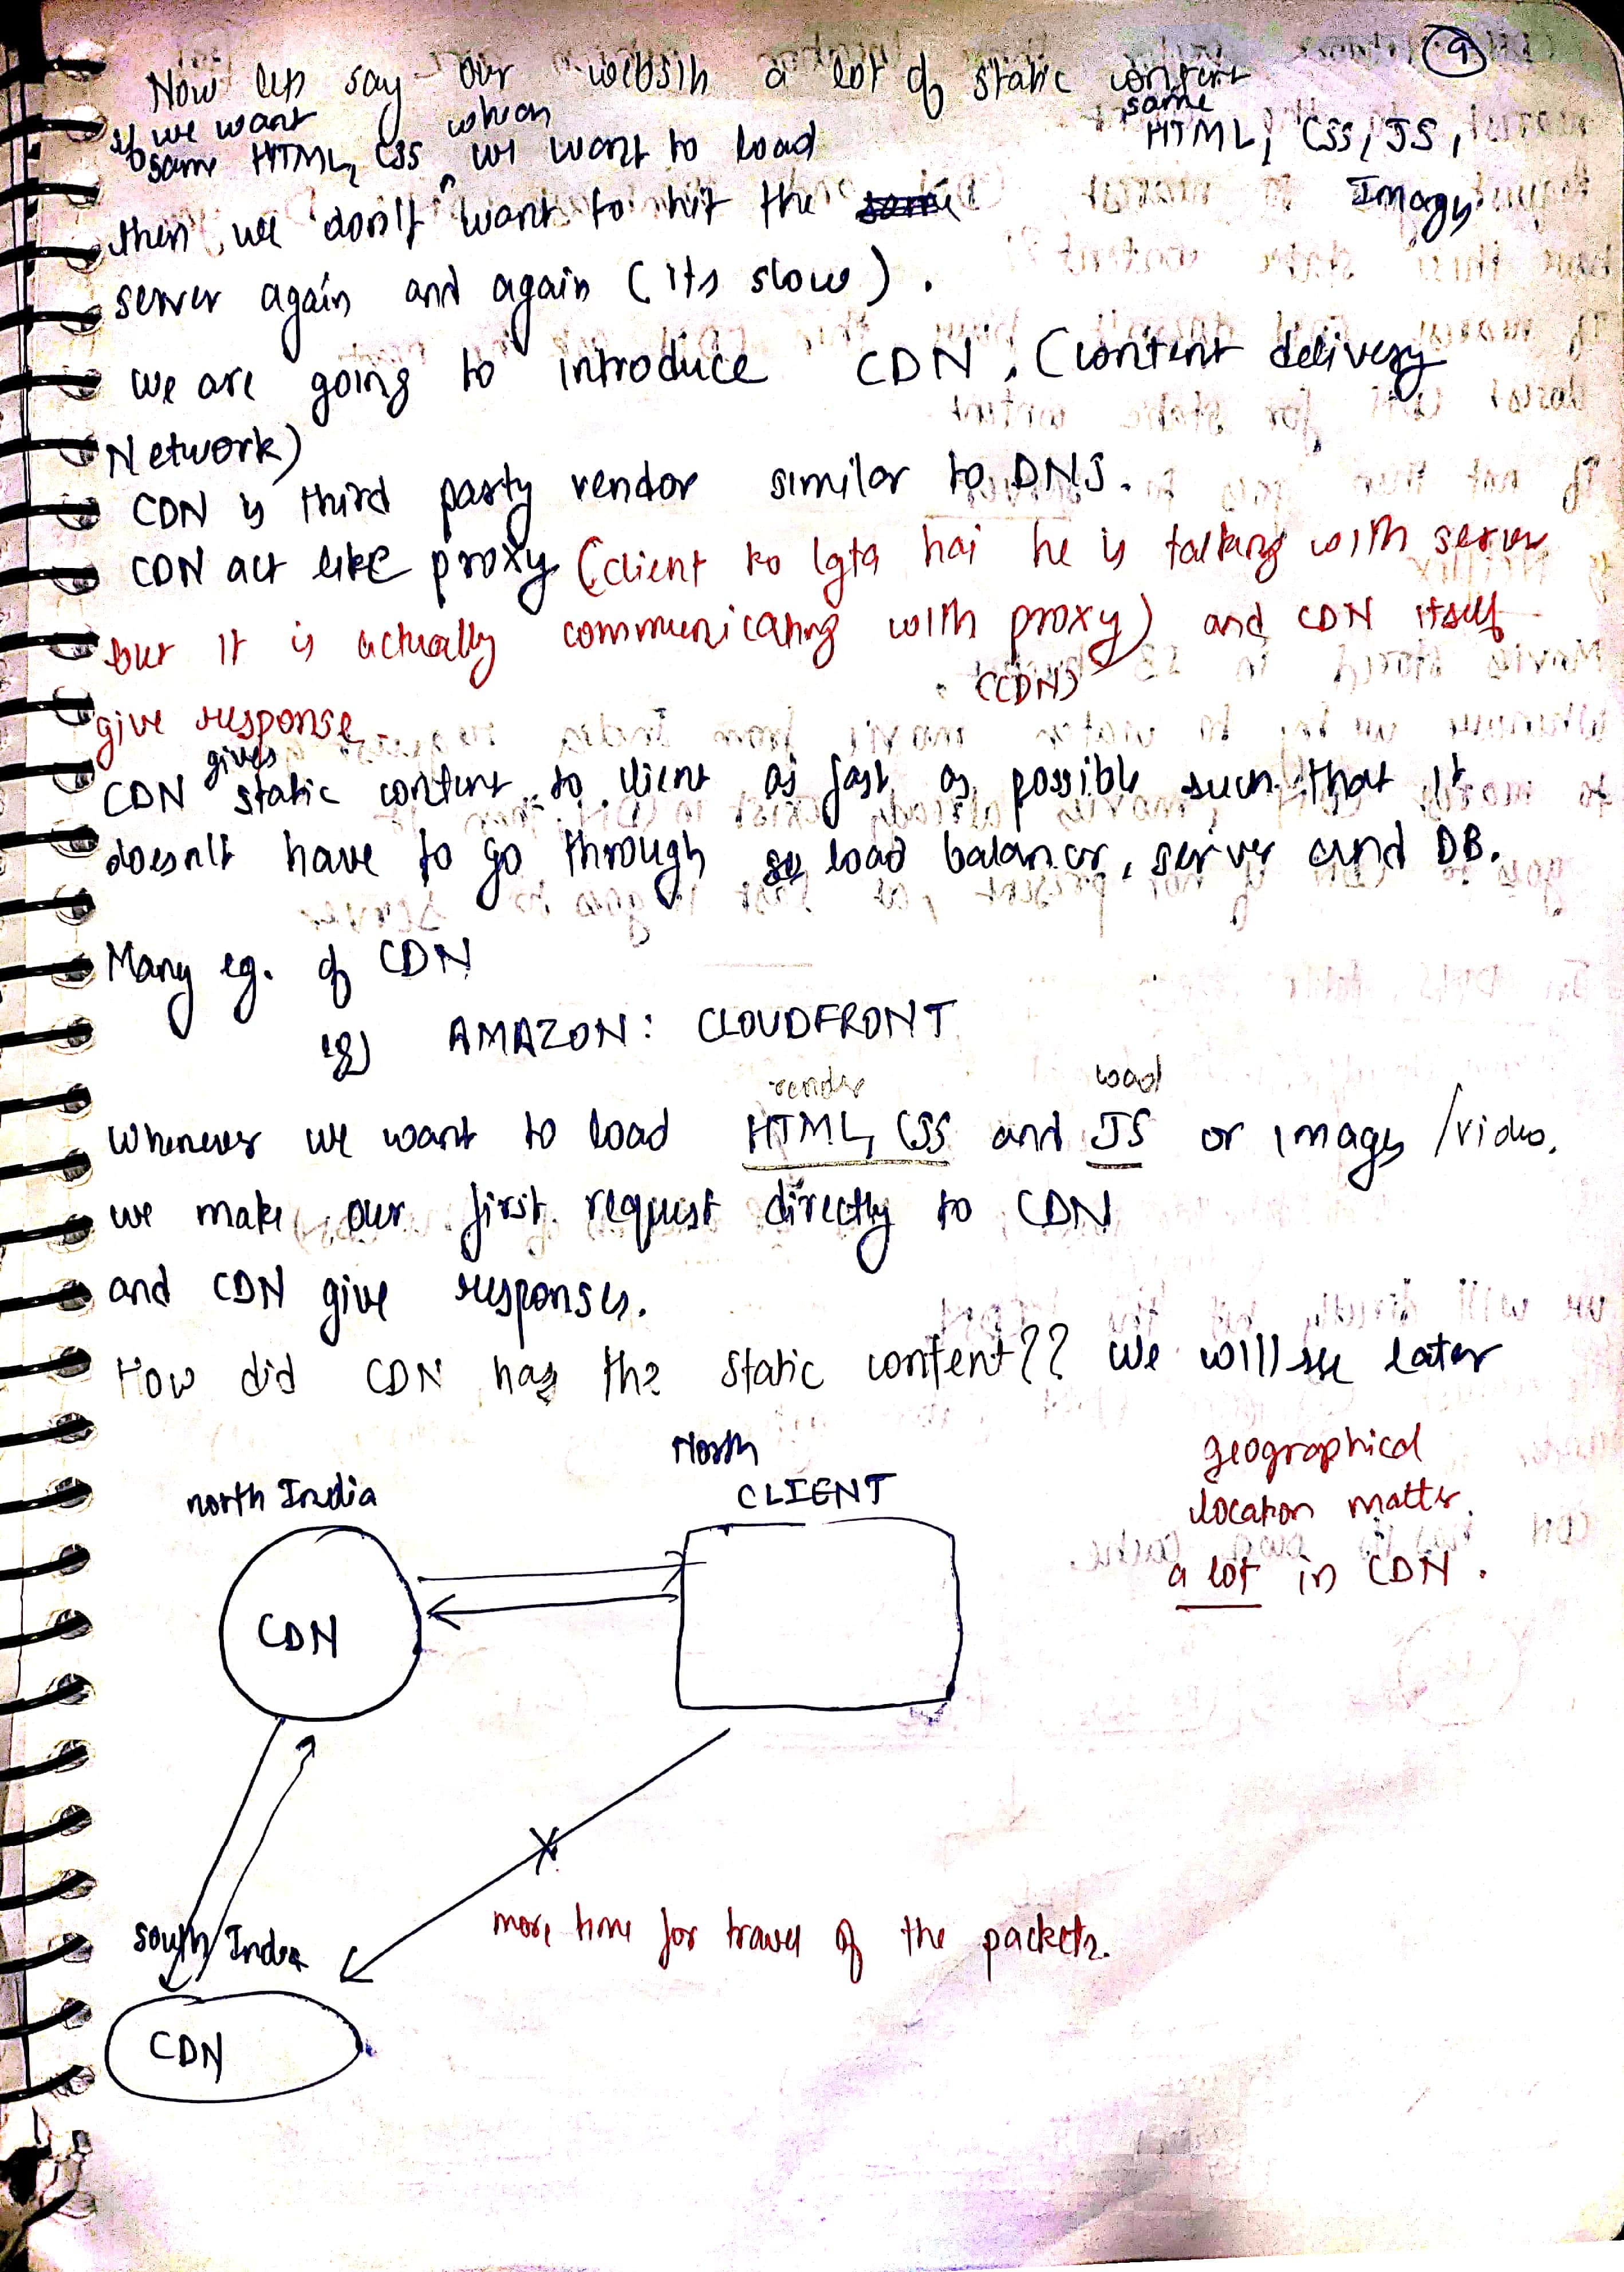 9
Now lets say our website a lot of static content
if we want when same
same HTML, CSS we want to load HTML, CSS, JS,
then we don't want to hit the same Images
server again and again (its slow).
we are going to introduce CDN. (content delivery
Network)
CDN is third party vendor similar to DNS.
CDN act like proxy (client ko lgta hai he is talking with server
but it is actually communicating with proxy) and CDN itself
(CDN)
give response.
gives
CDN static content to client as fast as possible such that it
doesn't have to go through load balancer, server and DB.
Many eg. of CDN
eg) AMAZON: CLOUDFRONT
render load
Whenever we want to load HTML, CSS and JS or images /video.
we make our first request directly to CDN
and CDN give responses.
How did CDN has the static content?? we will see later
North
north India CLIENT
geographical
location matter
a lot in CDN.
CDN
more time for travel of the packets.
south India
CDN